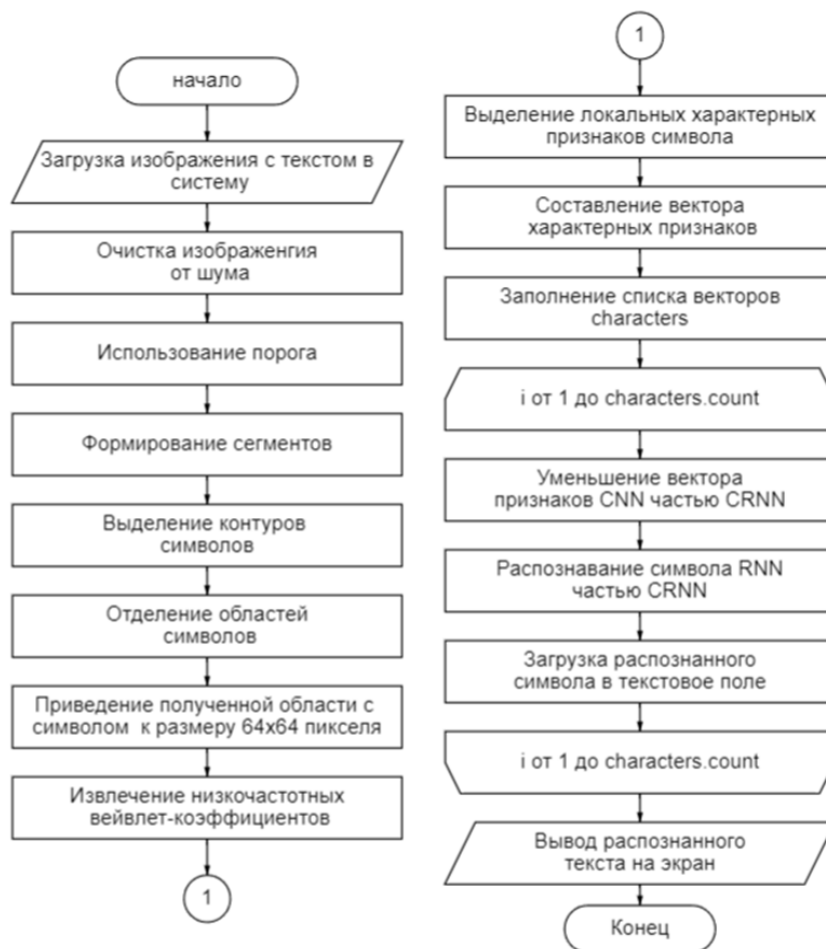 начало
Загрузка изображения с текстом в
систему
Очистка изображенгия
от шума
Использование порога
Формирование сегментов
Выделение контуров
символов
Отделение областей
символов
Приведение полученной области с
символом к размеру 64x64 пикселя
Извлечение низкочастотных
вейвлет-коэффициентов
1
1
Выделение локальных характерных
признаков символа
Составление вектора
характерных признаков
Заполнение списка векторов
characters
i от 1 до characters.count
Уменьшение вектора
признаков CNN частью CRNN
Распознавание символа RNN
частью CRNN
Загрузка распознанного
символа в текстовое поле
i от 1 до characters.count
Вывод распознанного
текста на экран
Конец